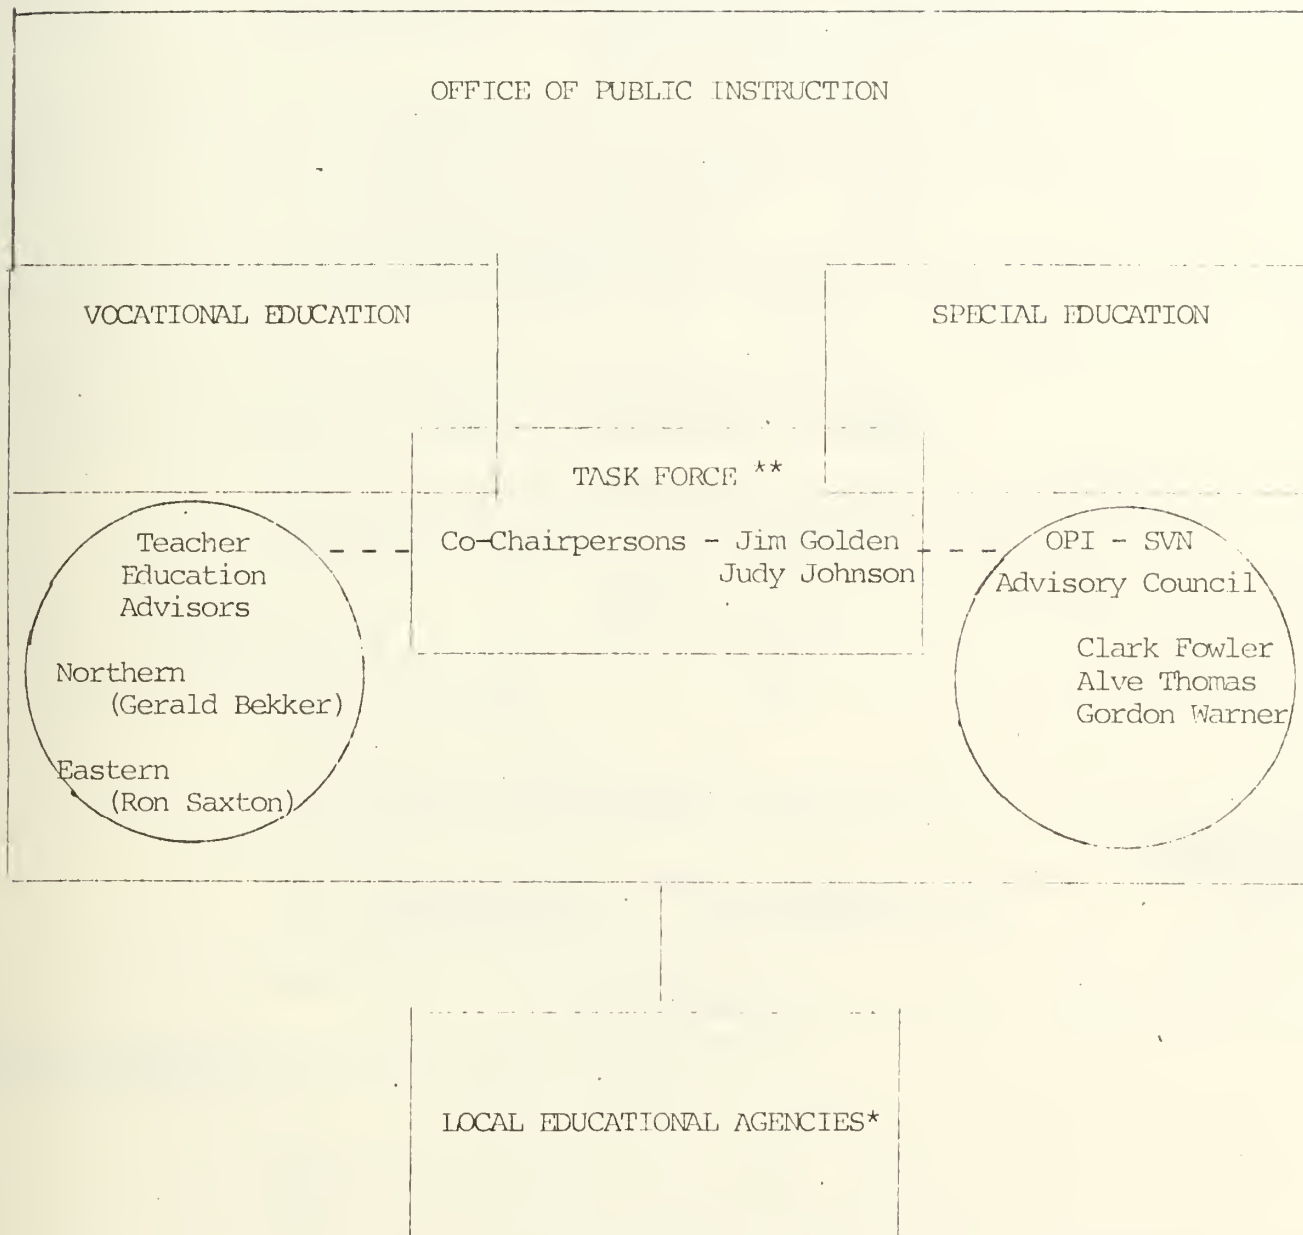 OFFICE OF PUBLIC INSTRUCTION
VOCATIONAL EDUCATION
SPECIAL EDUCATION
TASK FORCE **
Co-Chairpersons - Jim Golden
Judy Johnson
Teacher
Education
Advisors
Northern
(Gerald Bekker)
Eastern
(Ron Saxton)
OPI - SVN
Advisory Council
Clark Fowler
Alve Thomas
Gordon Warner
LOCAL EDUCATIONAL AGENCIES*